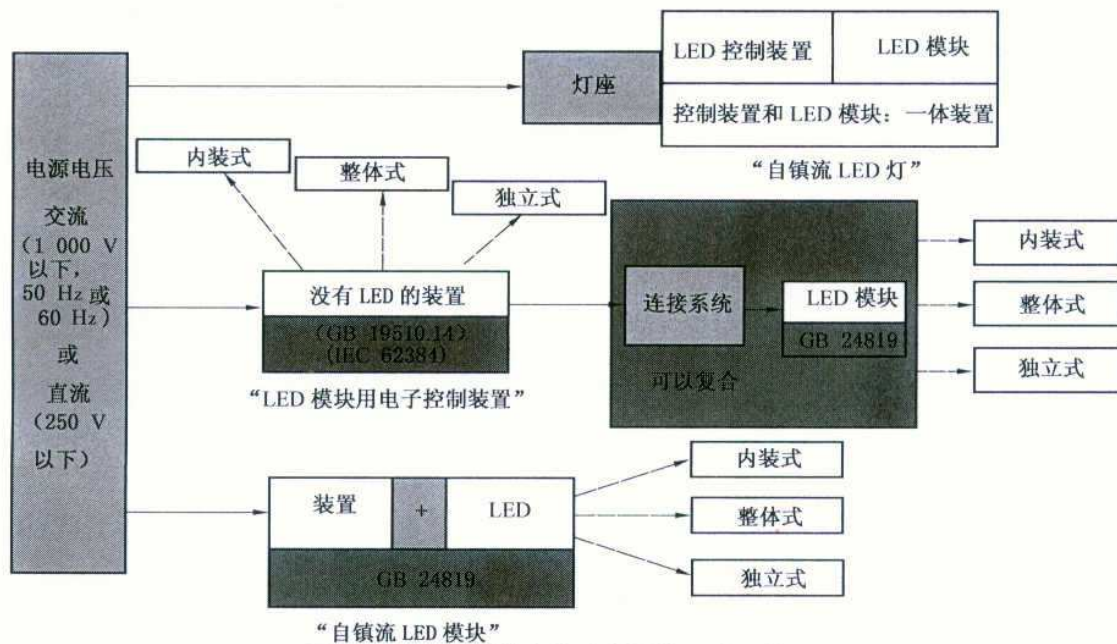 电源电压
交流
(1 000 V
以下,
50 Hz或
60 Hz)
或
直流
(250 V
以下)
灯座
LED 控制装置
LED 模块
控制装置和 LED 模块：一体装置
“自镇流 LED 灯”
内装式
整体式
独立式
没有 LED 的装置
(GB 19510.14)
(IEC 62384)
“LED 模块用电子控制装置”
连接系统
LED 模块
GB 24819
可以复合
内装式
整体式
独立式
装置
+
LED
GB 24819
“自镇流 LED 模块”
内装式
整体式
独立式